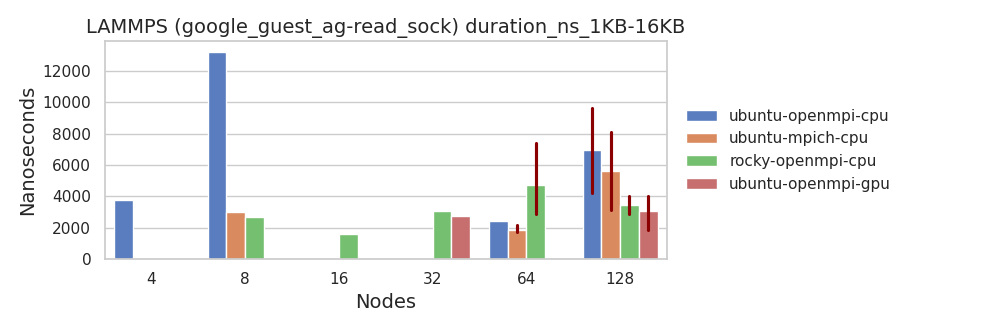 LAMMPS (google_guest_ag-read_sock) duration_ns_1KB-16KB
Nanoseconds
12000
10000
8000
6000
4000
2000
0
4 8 16 32 64 128
Nodes
ubuntu-openmpi-cpu
ubuntu-mpich-cpu
rocky-openmpi-cpu
ubuntu-openmpi-gpu